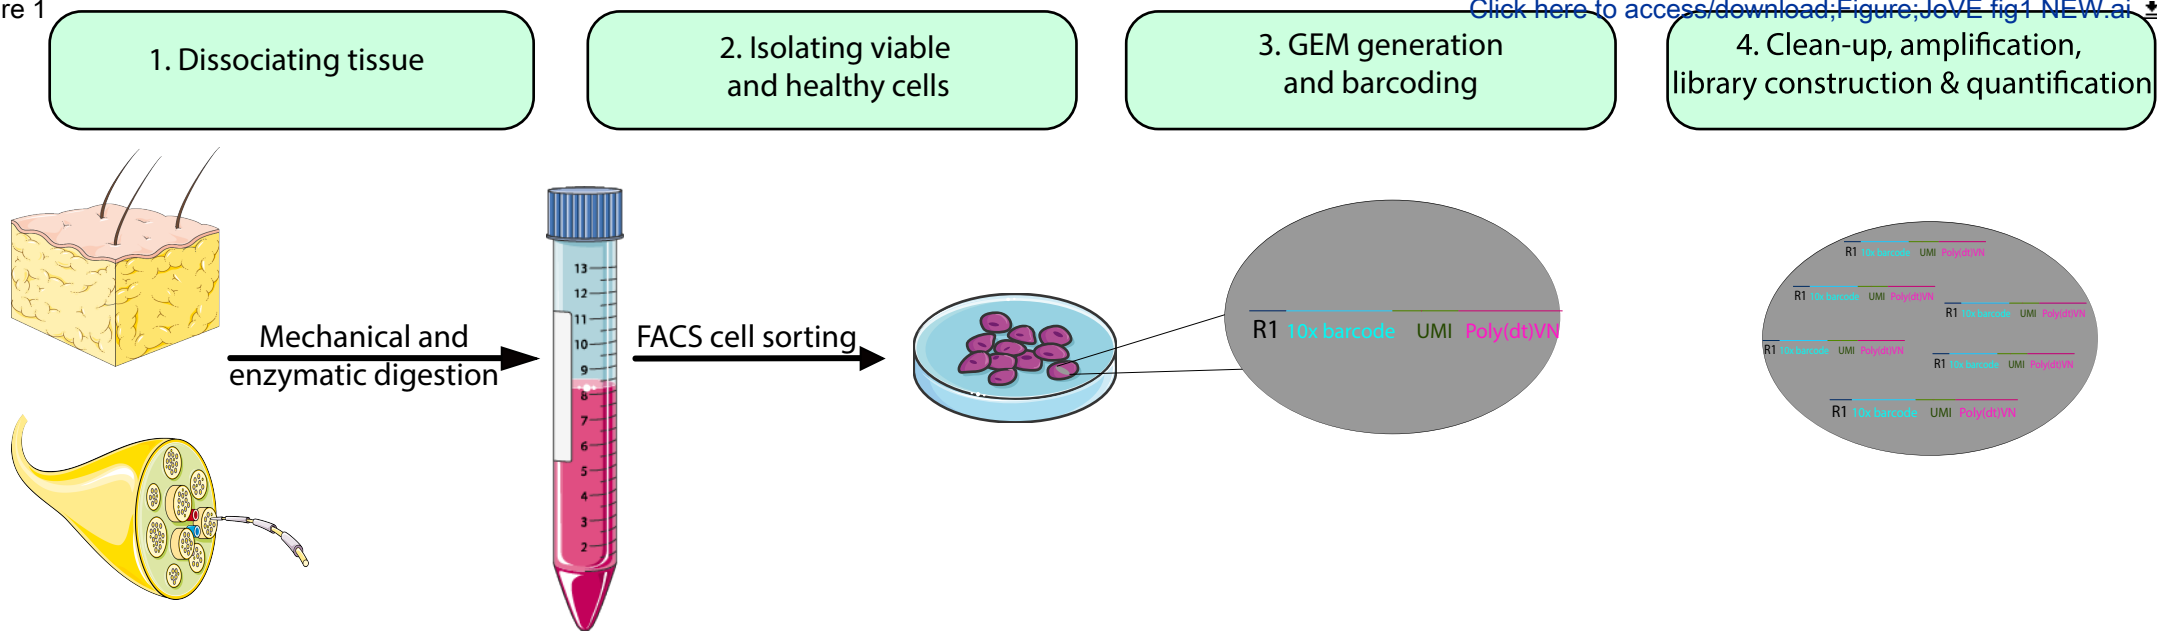 re 1
Click here to access/download;Figure;JoVE fig1 NEW.ai
1. Dissociating tissue
2. Isolating viable
and healthy cells
3. GEM generation
and barcoding
4. Clean-up, amplification,
library construction & quantification
Mechanical and
enzymatic digestion
13
12
11
10
9
8
7
6
5
4
3
2
FACS cell sorting
R1 10x barcode UMI Poly(dt)VN
R1 10x barcode UMI Poly(dt)VN
R1 10x barcode UMI Poly(dt)VN
R1 10x barcode UMI Poly(dt)VN
R1 10x barcode UMI Poly(dt)VN
R1 10x barcode UMI Poly(dt)VN
R1 10x barcode UMI Poly(dt)VN